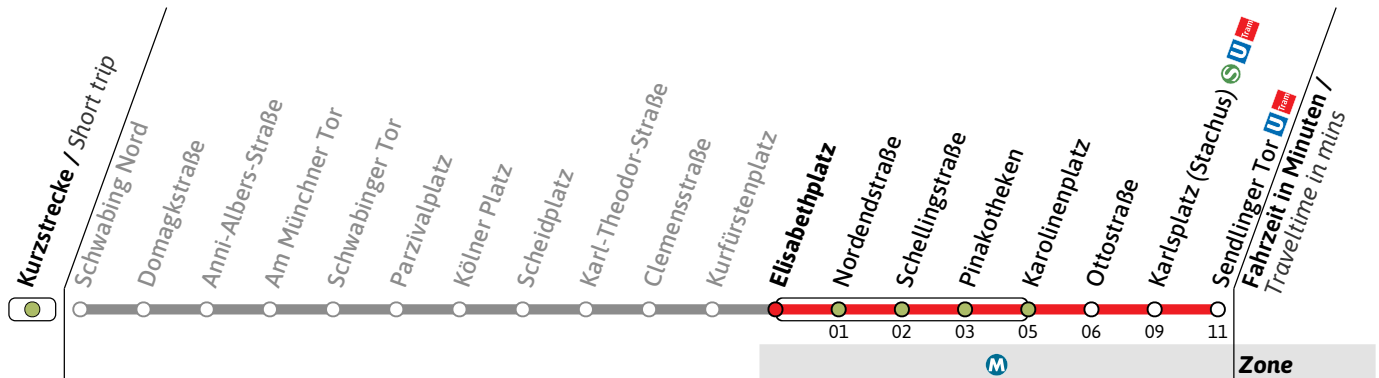 Kurzstrecke / Short trip
Schwabing Nord
Domagkstraße
Anni-Albers-Straße
Am Münchner Tor
Schwabinger Tor
Parzivalplatz
Kölner Platz
Scheidplatz
Karl-Theodor-Straße
Clemensstraße
Kurfürstenplatz
Elisabethplatz
Nordendstraße
Schellingstraße
Pinakotheken
Karolinenplatz
Ottostraße
Karlsplatz (Stachus) S U Tram
Sendlinger Tor U Tram
Fahrzeit in Minuten /
Traveltime in mins
01 02 03 05 06 09 11
M Zone